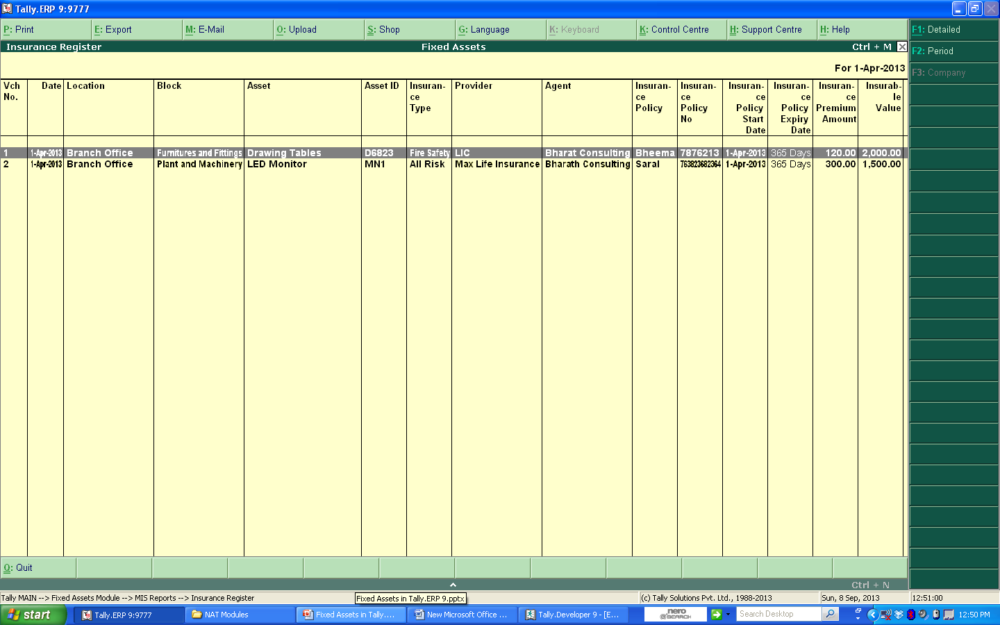 Tally.ERP 9:9777
P: Print E: Export M: E-Mail O: Upload S: Shop G: Language K: Keyboard K: Control Centre H: Support Centre H: Help
F1: Detailed
F2: Period
F3: Company
Insurance Register Fixed Assets Ctrl + M
For 1-Apr-2013
Vch Date Location Block Asset Asset ID Insuran- Provider Agent Insuran- Insuran- Insuran- Insuran- Insuran- Insurab-
No. ce ce ce ce ce ce le
Type Policy Policy Policy Policy Premium Value
No Start Expiry Amount
Date Date
1 1-Apr-2013 Branch Office Furnitures and Fittings Drawing Tables D6823 Fire Safety LIC Bharat Consulting Bheema 7876213 1-Apr-2013 365 Days 120.00 2,000.00
2 1-Apr-2013 Branch Office Plant and Machinery LED Monitor MN1 All Risk Max Life Insurance Bharath Consulting Saral 763823682364 1-Apr-2013 365 Days 300.00 1,500.00
Q: Quit
Ctrl + N
Tally MAIN --> Fixed Assets Module --> MIS Reports --> Insurance Register
Fixed Assets in Tally.ERP 9.pptx
(c) Tally Solutions Pvt. Ltd., 1988-2013 Sun, 8 Sep, 2013 12:51:00
start Tally.ERP 9:9777 NAT Modules Fixed Assets in Tally.... New Microsoft Office ... Tally.Developer 9 - [E... nero SEARCH Search Desktop 12:50 PM